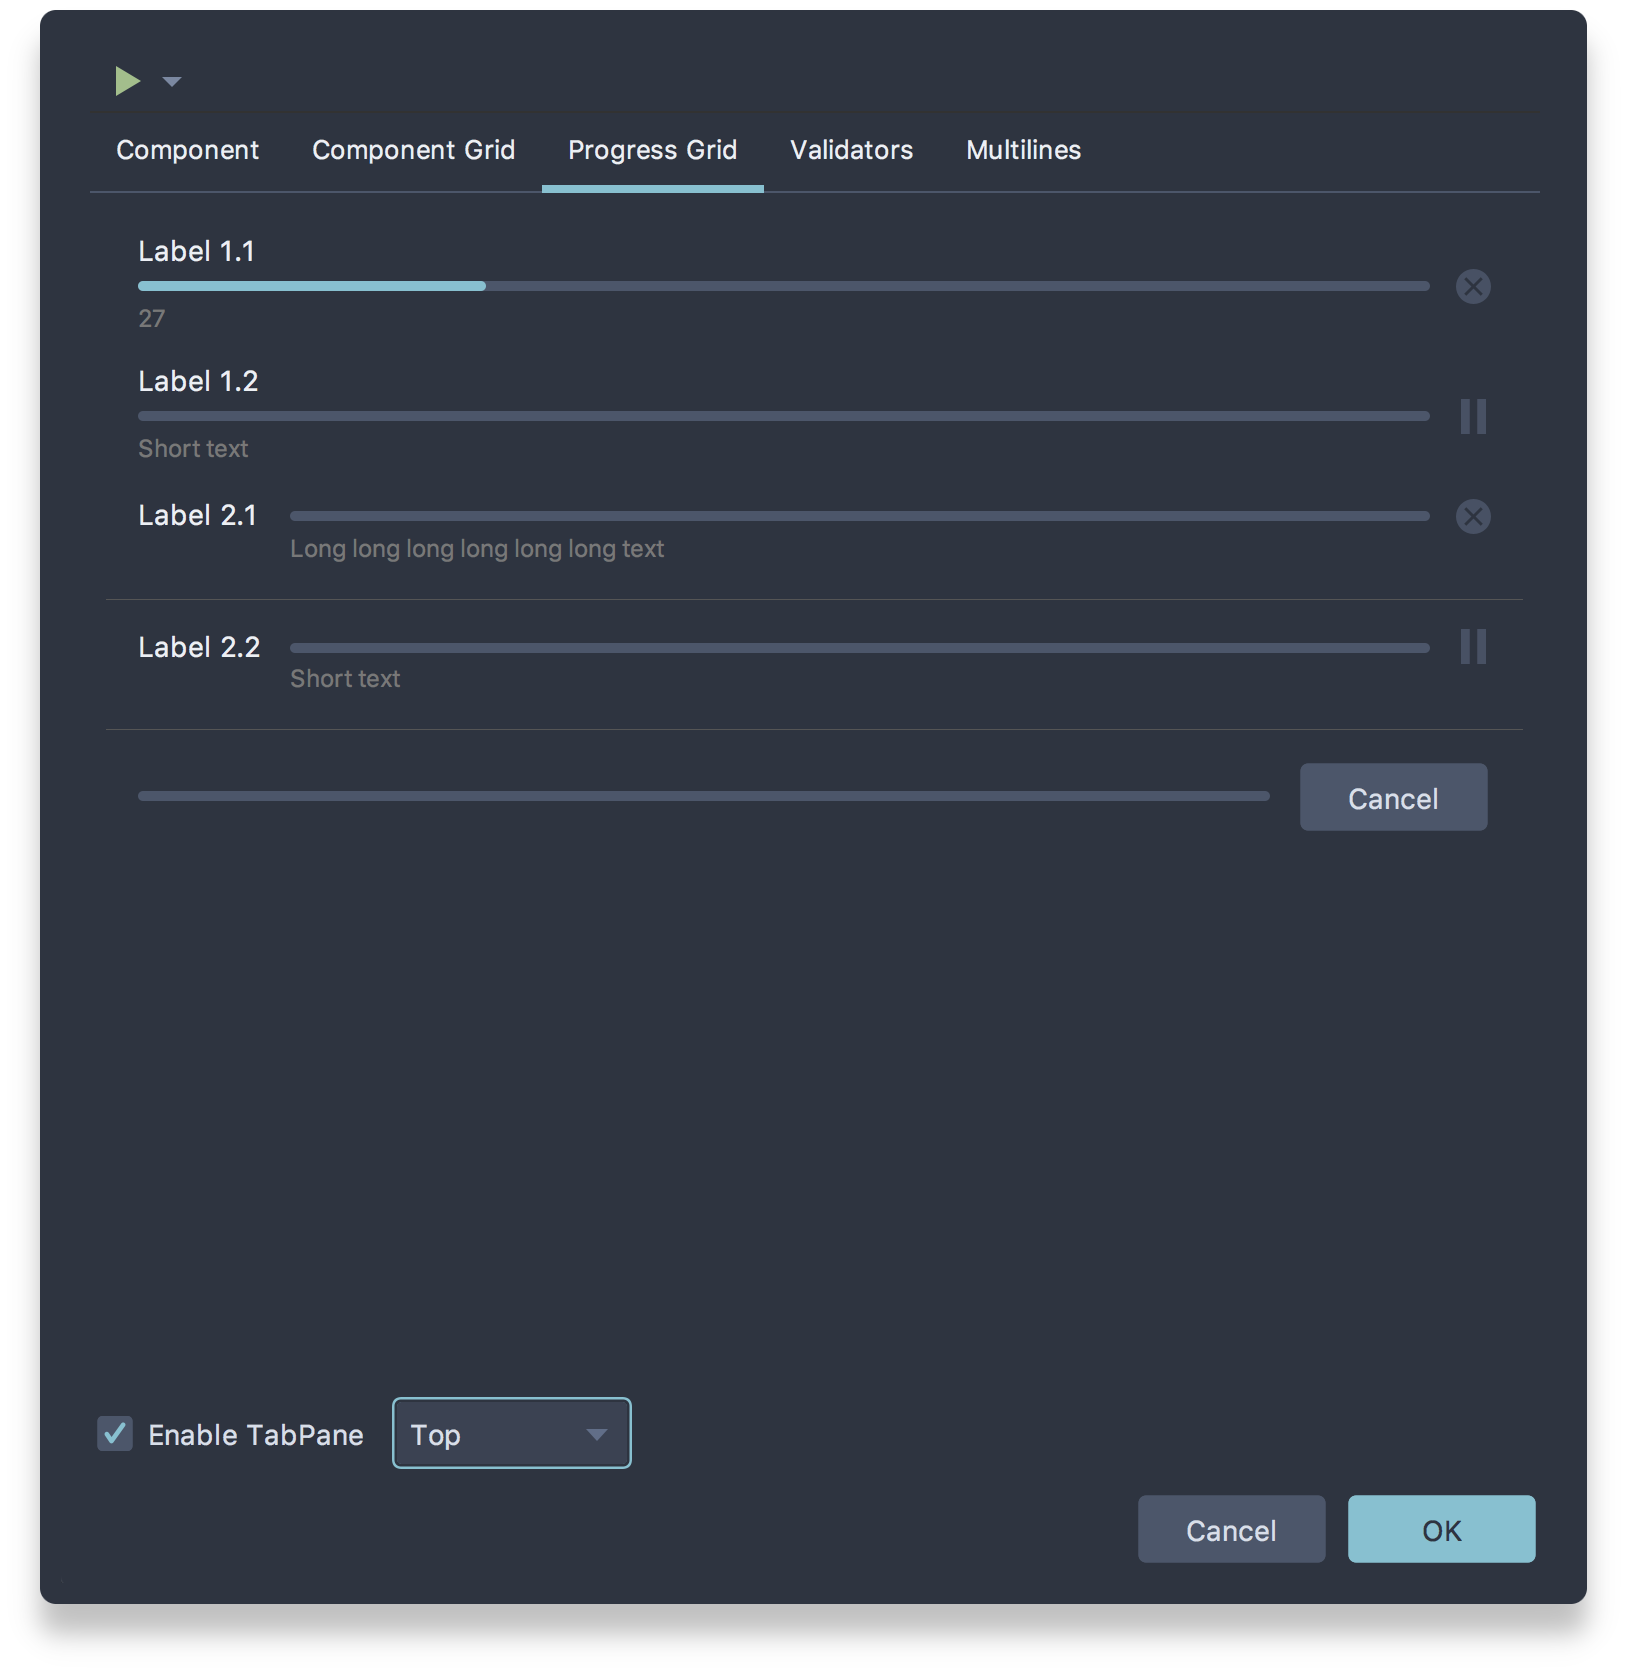 Component Component Grid Progress Grid Validators Multilines
Label 1.1
27
Label 1.2
Short text
Label 2.1
Long long long long long long text
Label 2.2
Short text
Cancel
Enable TabPane Top
Cancel OK